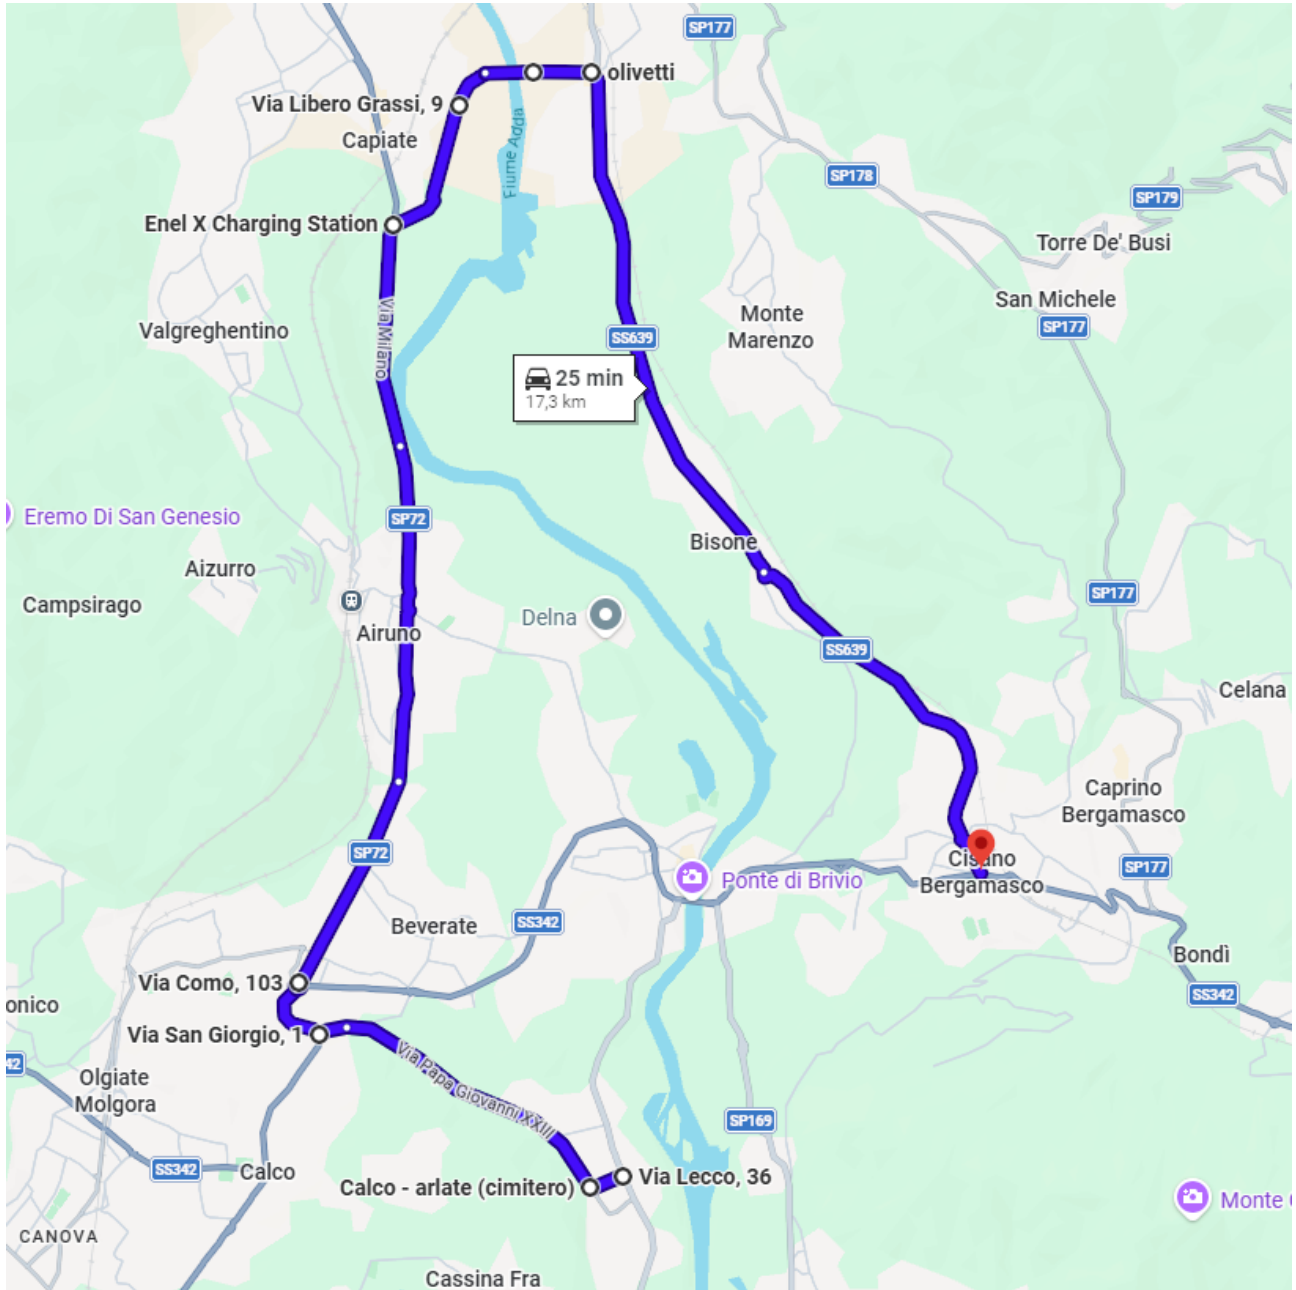 SP177
olivetti
Via Libero Grassi, 9
Capiate
Fiume Adda
SP178
SP179
Enel X Charging Station
Torre De' Busi
San Michele
Monte
Marenzo
SP177
Valgreghentino
Via Milano
SS639
25 min
17,3 km
Eremo Di San Genesio
SP72
Bisone
Aizurro
Campsirago
SP177
Delna
Airuno
SS639
Celana
Caprino
Bergamasco
SP72
Cisano
Bergamasco
SP177
Ponte di Brivio
Beverate
SS342
Bondì
Via Como, 103
SS342
onico
Via San Giorgio, 1
42
Via Papa Giovanni XXIII
Olgiate
Molgora
SP169
SS342
Calco
Calco - arlate (cimitero)
Via Lecco, 36
Monte
CANOVA
Cassina Fra